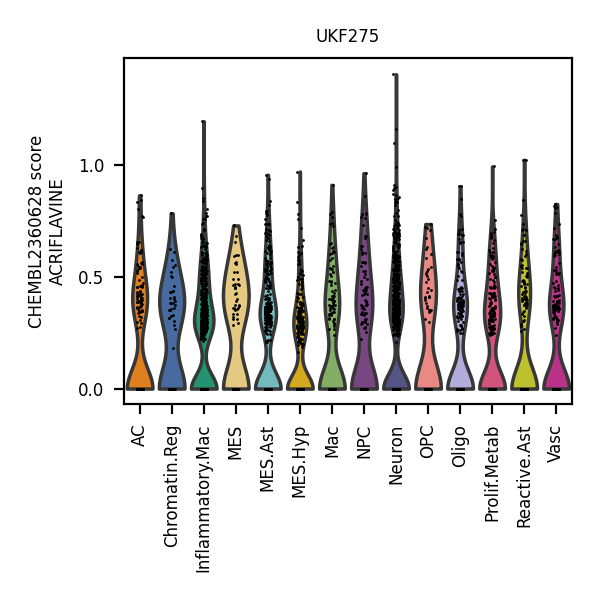 UKF275
CHEMBL2360628 score
ACRIFLAVINE
1.0
0.5
0.0
AC
Chromatin.Reg
Inflammatory.Mac
MES
MES.Ast
MES.Hyp
Mac
NPC
Neuron
OPC
Oligo
Prolif.Metab
Reactive.Ast
Vasc